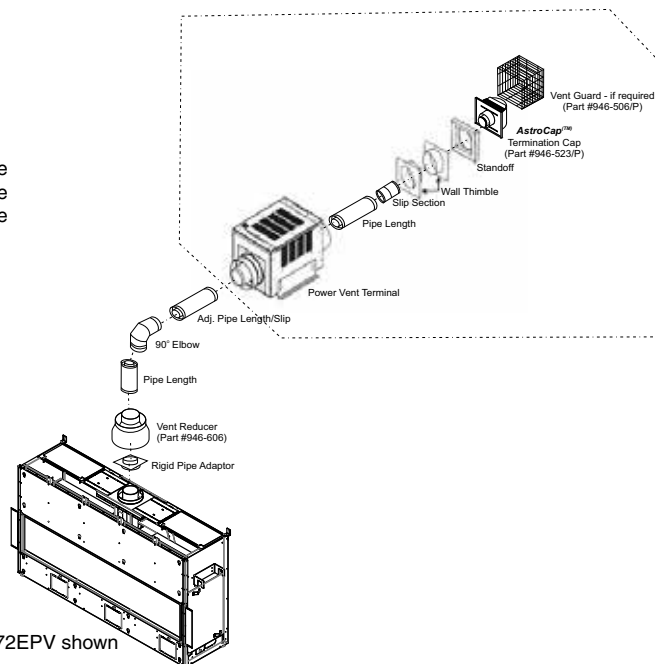 Vent Guard - if required
(Part #946-506/P)
AstroCap(TM)
Termination Cap
(Part #946-523/P)
Standoff
Wall Thimble
Slip Section
Pipe Length
Power Vent Terminal
Adj. Pipe Length/Slip
90° Elbow
Pipe Length
Vent Reducer
(Part #946-606)
Rigid Pipe Adaptor
72EPV shown